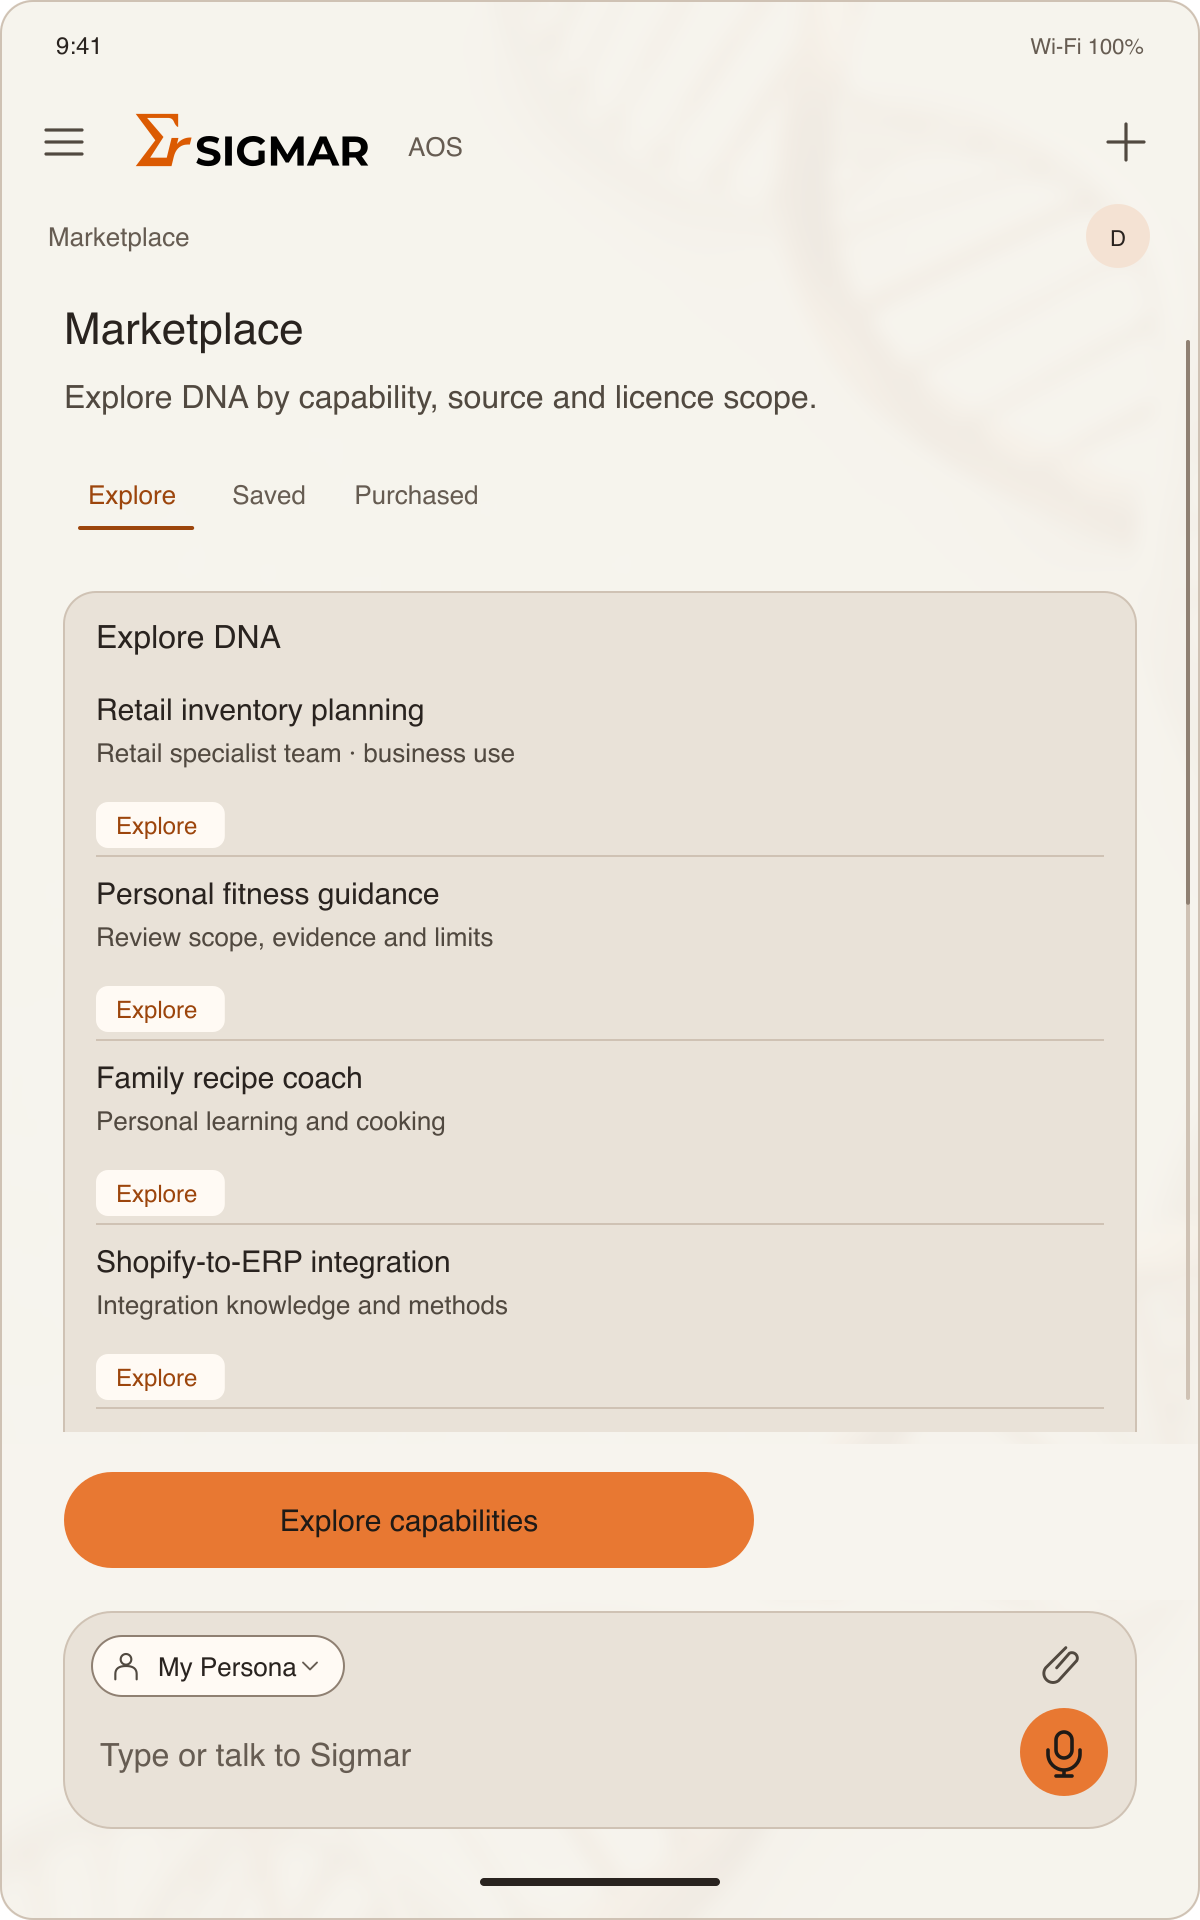 9:41
Wi-Fi 100%
Σr SIGMAR AOS
Marketplace
D
Marketplace
Explore DNA by capability, source and licence scope.
Explore Saved Purchased
Explore DNA
Retail inventory planning
Retail specialist team · business use
Explore
Personal fitness guidance
Review scope, evidence and limits
Explore
Family recipe coach
Personal learning and cooking
Explore
Shopify-to-ERP integration
Integration knowledge and methods
Explore
Explore capabilities
My Persona
Type or talk to Sigmar